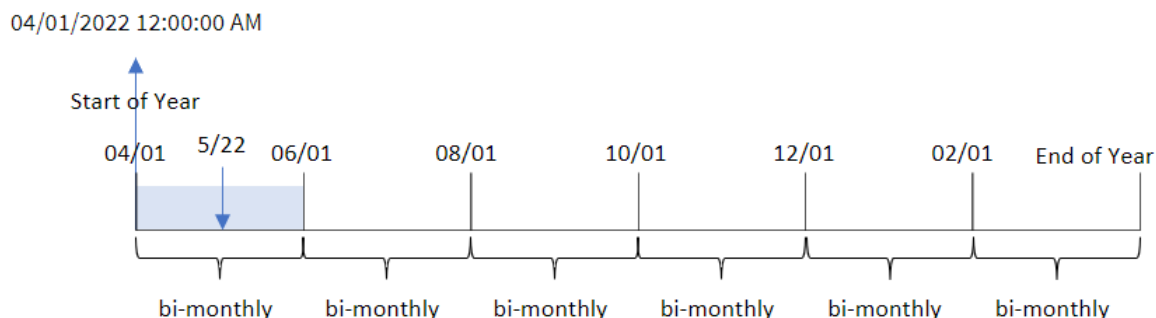 04/01/2022 12:00:00 AM
Start of Year
04/01 5/22 06/01 08/01 10/01 12/01 02/01 End of Year
bi-monthly bi-monthly bi-monthly bi-monthly bi-monthly bi-monthly